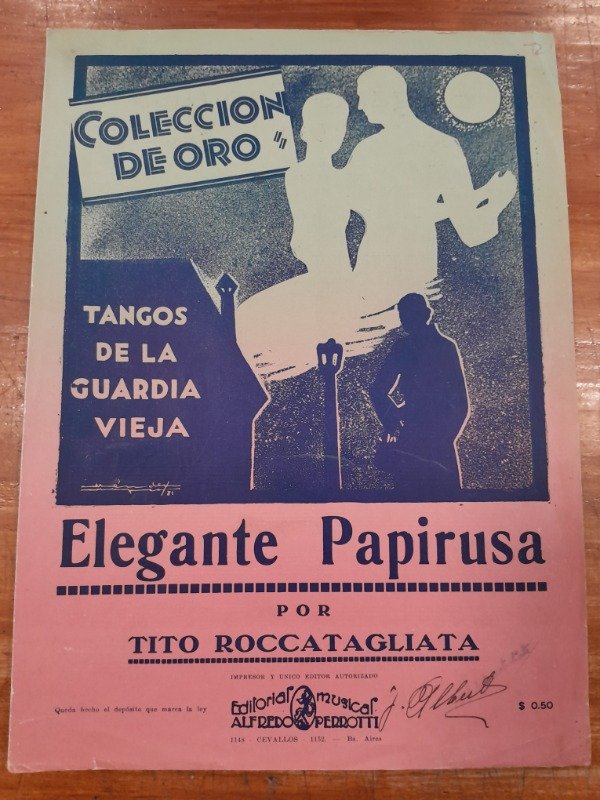 COLECCION
DE ORO "
TANGOS
DE LA
GUARDIA
VIEJA
31
Elegante Papirusa
POR
TITO ROCCATAGLIATA
IMPRESOR Y UNICO EDITOR AUTORIZADO
Queda hecho el depósito que marca la ley
Editorial Musical
ALFREDO PERROTTI
$ 0.50
1148 - CEVALLOS - 1152. — Bs. Aires